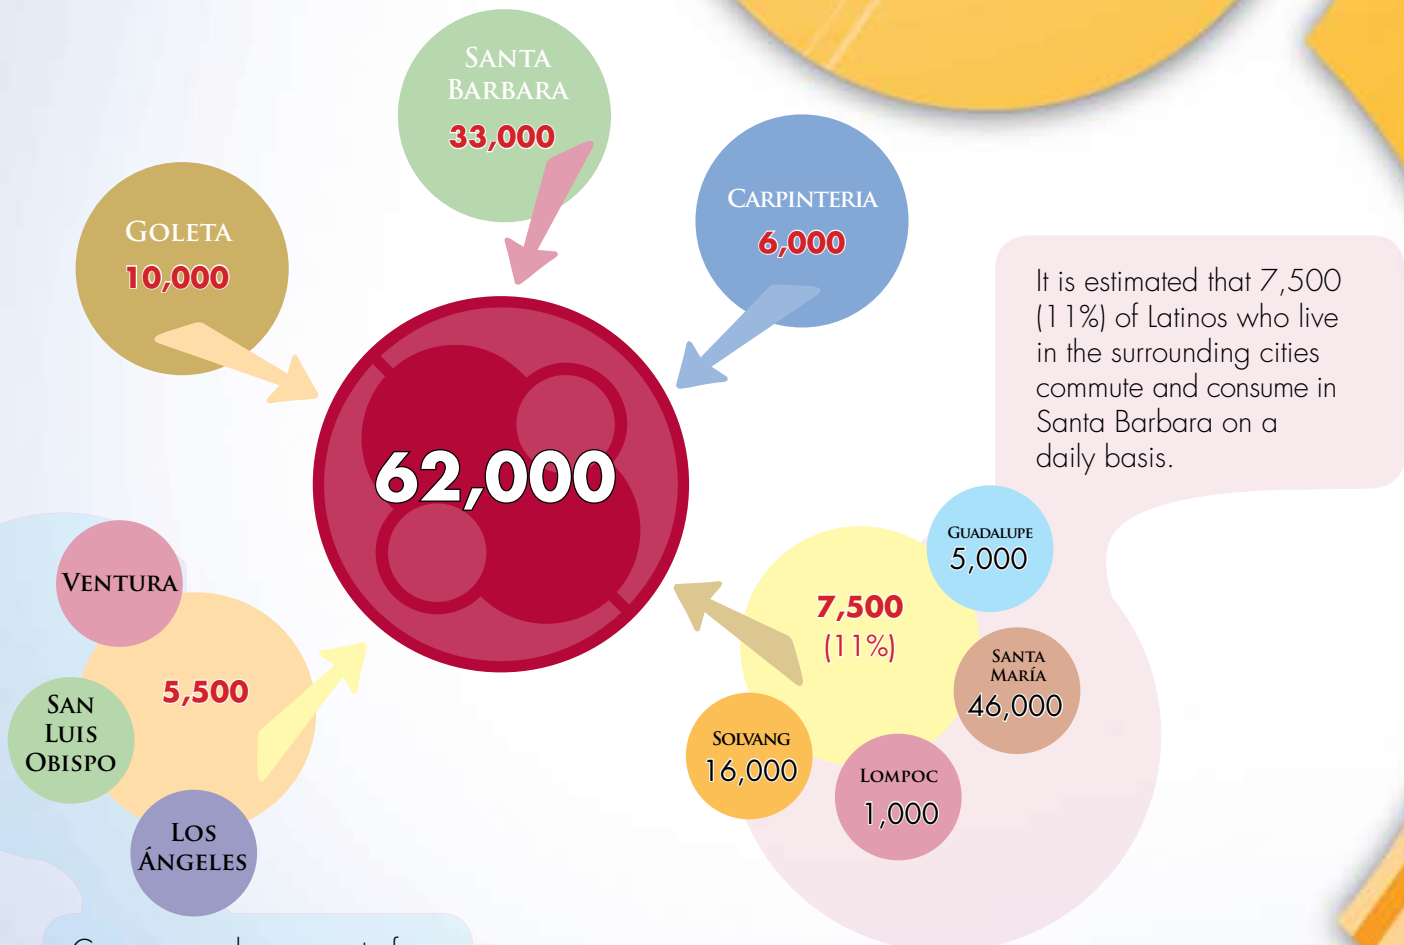 SANTA
BARBARA
33,000
CARPINTERIA
6,000
GOLETA
10,000
It is estimated that 7,500
(11%) of Latinos who live
in the surrounding cities
commute and consume in
Santa Barbara on a
daily basis.
62,000
GUADALUPE
5,000
7,500
(11%)
SANTA
MARÍA
46,000
SOLVANG
16,000
LOMPOC
1,000
VENTURA
5,500
SAN
LUIS
OBISPO
LOS
ÁNGELES